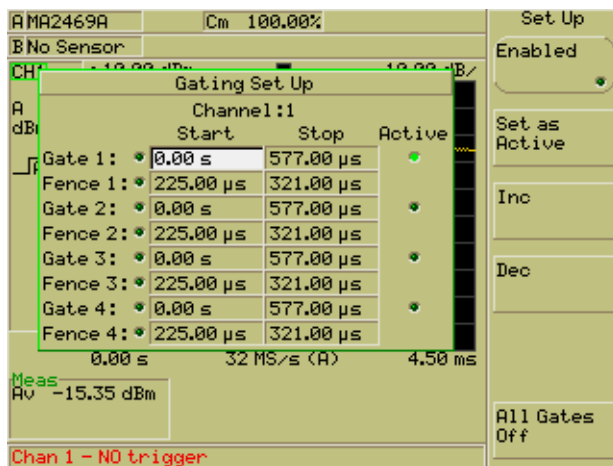 A MA2469A Cm 100.00%
B No Sensor
CH1
10.00 dB/
A
dBm
Gating Set Up
Channel:1
Start Stop Active
Gate 1: 0.00 s 577.00 µs
Fence 1: 225.00 µs 321.00 µs
Gate 2: 0.00 s 577.00 µs
Fence 2: 225.00 µs 321.00 µs
Gate 3: 0.00 s 577.00 µs
Fence 3: 225.00 µs 321.00 µs
Gate 4: 0.00 s 577.00 µs
Fence 4: 225.00 µs 321.00 µs
0.00 s 32 MS/s (A) 4.50 ms
Meas
Av -15.35 dBm
Chan 1 - NO trigger
Set Up
Enabled
Set as
Active
Inc
Dec
All Gates
Off